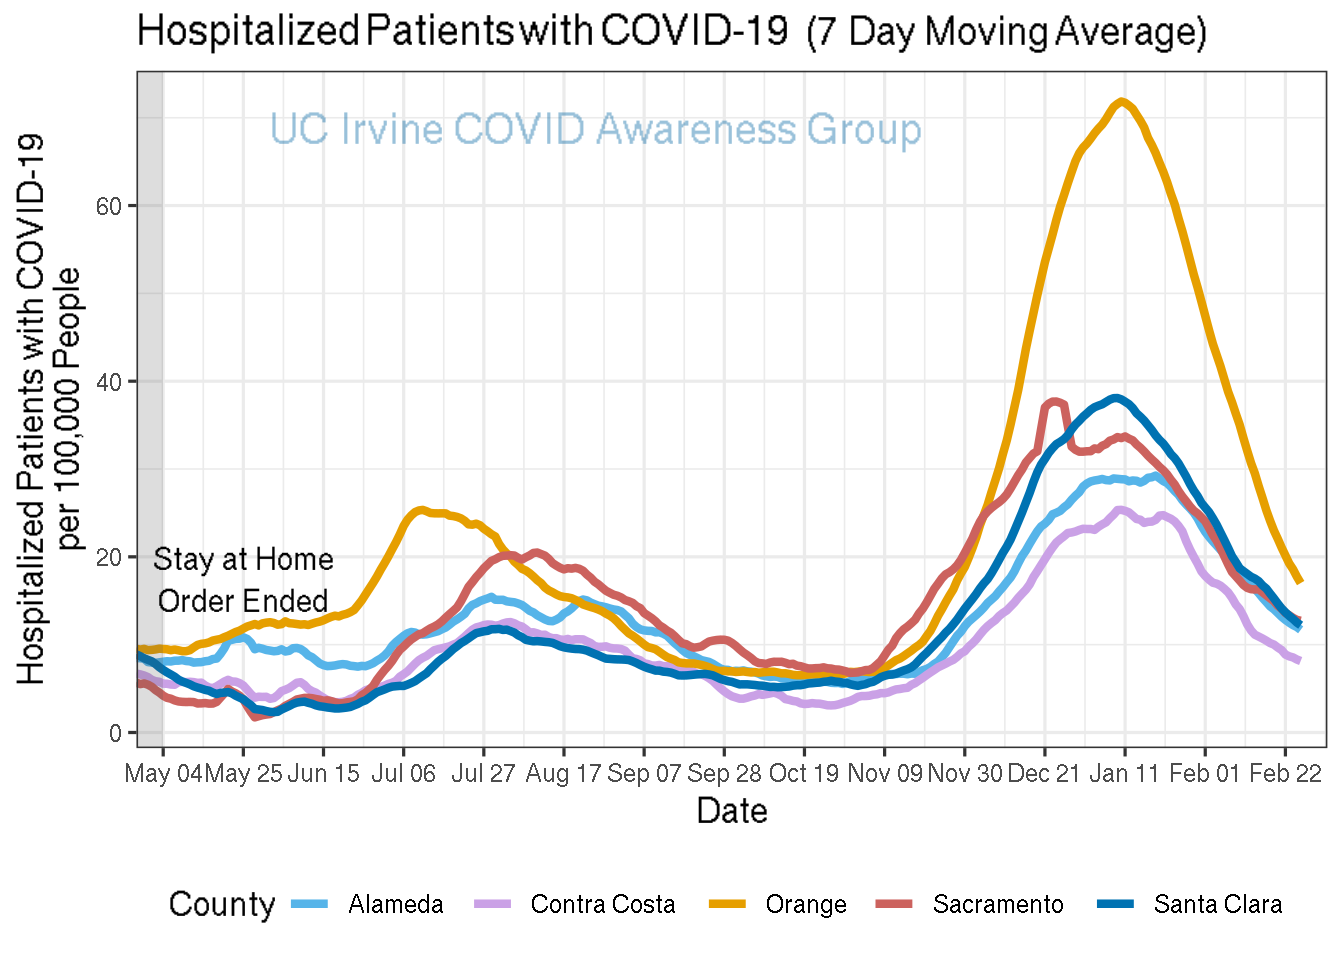 Hospitalized Patients with COVID-19 (7 Day Moving Average)
UC Irvine COVID Awareness Group
Hospitalized Patients with COVID-19
per 100,000 People
60
40
20
0
Stay at Home
Order Ended
May 04 May 25 Jun 15 Jul 06 Jul 27 Aug 17 Sep 07 Sep 28 Oct 19 Nov 09 Nov 30 Dec 21 Jan 11 Feb 01 Feb 22
Date
County Alameda Contra Costa Orange Sacramento Santa Clara